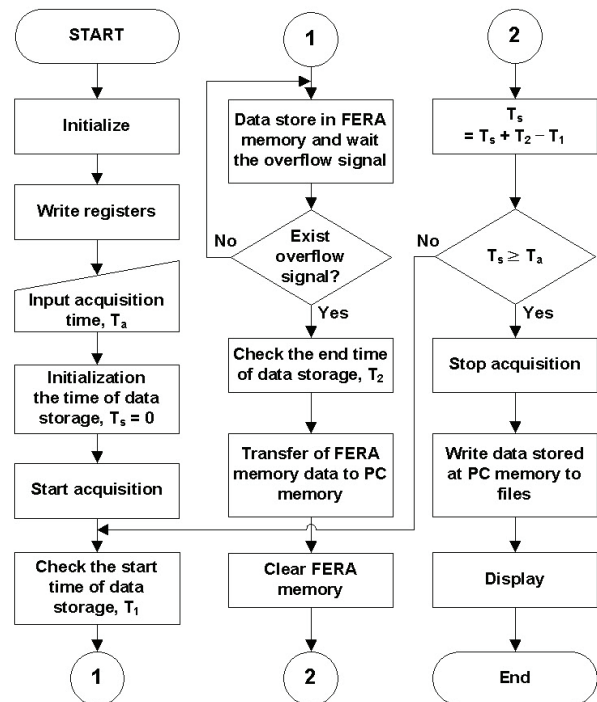 START
Initialize
Write registers
Input acquisition
time, Ta
Initialization
the time of data
storage, Ts = 0
Start acquisition
Check the start
time of data
storage, T1
1
1
Data store in FERA
memory and wait
the overflow signal
No
Exist
overflow
signal?
Yes
Check the end time
of data storage, T2
Transfer of FERA
memory data to PC
memory
Clear FERA
memory
2
2
Ts
= Ts + T2 − T1
No
Ts ≥ Ta
Yes
Stop acquisition
Write data stored
at PC memory to
files
Display
End